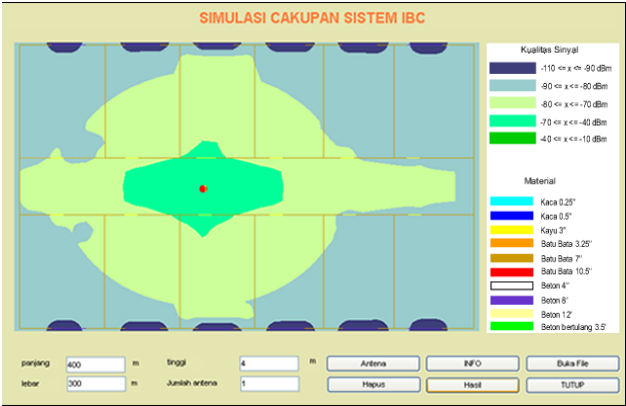 SIMULASI CAKUPAN SISTEM IBC
Kualitas Sinyal
-110 <= x <= -90 dBm
-90 <= x <= -80 dBm
-80 <= x <= -70 dBm
-70 <= x <= -40 dBm
-40 <= x <= -10 dBm
Material
Kaca 0.25"
Kaca 0.5"
Kayu 3"
Batu Bata 3.25"
Batu Bata 7"
Batu Bata 10.5"
Beton 4"
Beton 8'
Beton 12'
Beton bertulang 3.5'
panjang 400 m tinggi 4 m Antena INFO Buka File
lebar 300 m Jumlah antena 1 Hapus Hasil TUTUP